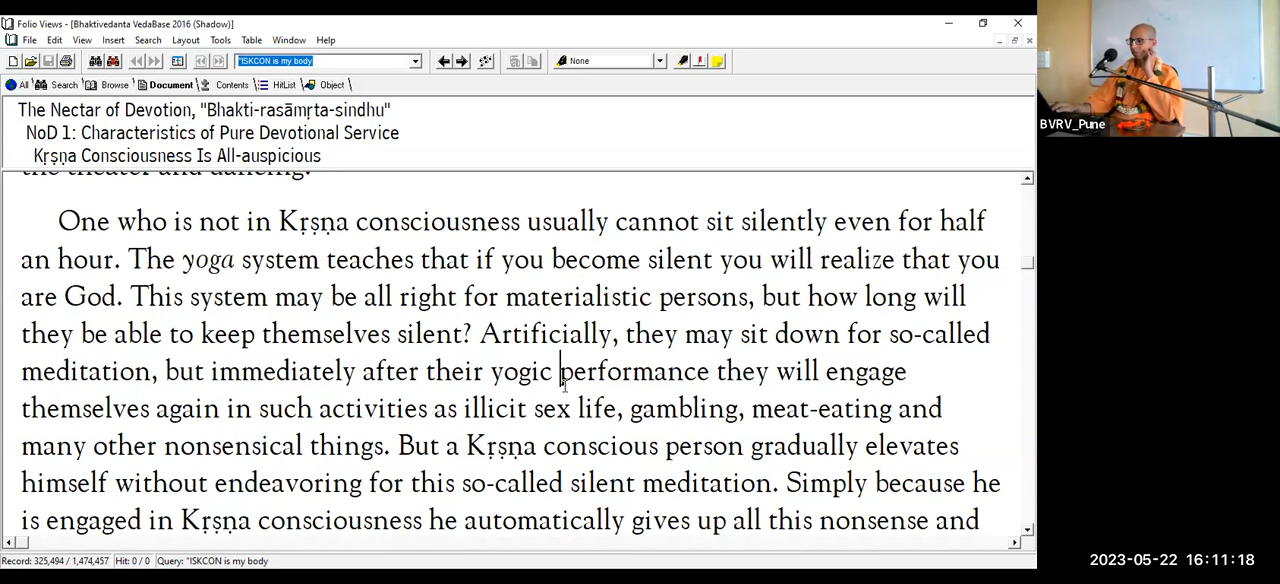 Folio Views - [Bhaktivedanta VedaBase 2016 (Shadow)]
File Edit View Insert Search Layout Tools Table Window Help
"ISKCON is my body
None
All Search Browse Document Contents HitList Object
The Nectar of Devotion, "Bhakti-rasāmṛta-sindhu"
NoD 1: Characteristics of Pure Devotional Service
Kṛṣṇa Consciousness Is All-auspicious
the theater and dancing.
One who is not in Kṛṣṇa consciousness usually cannot sit silently even for half
an hour. The yoga system teaches that if you become silent you will realize that you
are God. This system may be all right for materialistic persons, but how long will
they be able to keep themselves silent? Artificially, they may sit down for so-called
meditation, but immediately after their yogic performance they will engage
themselves again in such activities as illicit sex life, gambling, meat-eating and
many other nonsensical things. But a Kṛṣṇa conscious person gradually elevates
himself without endeavoring for this so-called silent meditation. Simply because he
is engaged in Kṛṣṇa consciousness he automatically gives up all this nonsense and
Record: 325,494 / 1,474,457 Hit: 0 / 0 Query: "ISKCON is my body
BVRV_Pune
2023-05-22 16:11:18